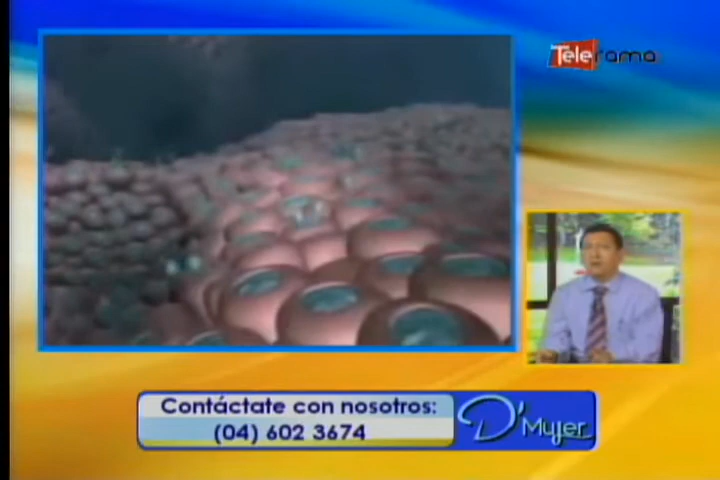 Telerama
Contáctate con nosotros:
(04) 602 3674
D' Mujer